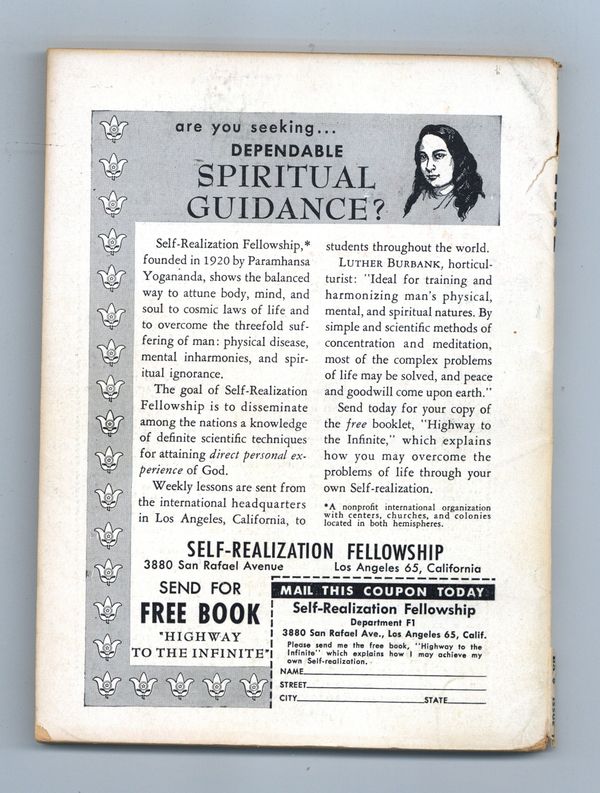 are you seeking...
DEPENDABLE
SPIRITUAL
GUIDANCE?
Self-Realization Fellowship,*
founded in 1920 by Paramhansa
Yogananda, shows the balanced
way to attune body, mind, and
soul to cosmic laws of life and
to overcome the threefold suf-
fering of man: physical disease,
mental inharmonies, and spir-
itual ignorance.
The goal of Self-Realization
Fellowship is to disseminate
among the nations a knowledge
of definite scientific techniques
for attaining direct personal ex-
perience of God.
Weekly lessons are sent from
the international headquarters
in Los Angeles, California, to
students throughout the world.
LUTHER BURBANK, horticul-
turist: "Ideal for training and
harmonizing man's physical,
mental, and spiritual natures. By
simple and scientific methods of
concentration and meditation,
most of the complex problems
of life may be solved, and peace
and goodwill come upon earth."
Send today for your copy of
the free booklet, "Highway to
the Infinite," which explains
how you may overcome the
problems of life through your
own Self-realization.
*A nonprofit international organization
with centers, churches, and colonies
located in both hemispheres.
SELF-REALIZATION FELLOWSHIP
3880 San Rafael Avenue Los Angeles 65, California
SEND FOR
FREE BOOK
"HIGHWAY
TO THE INFINITE"
MAIL THIS COUPON TODAY
Self-Realization Fellowship
Department F1
3880 San Rafael Ave., Los Angeles 65, Calif.
Please send me the free book, "Highway to the
Infinite" which explains how I may achieve my
own Self-realization.
NAME
STREET
CITY STATE